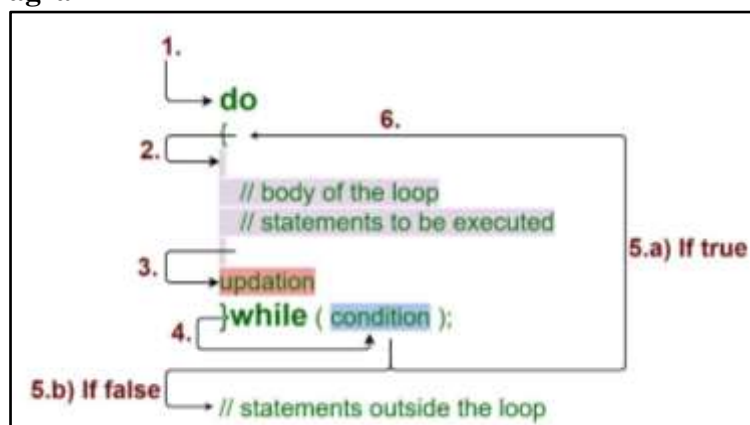 1.
do
6.
{
2.
// body of the loop
// statements to be executed
3.
updation
5.a) If true
}while ( condition );
4.
5.b) If false
// statements outside the loop